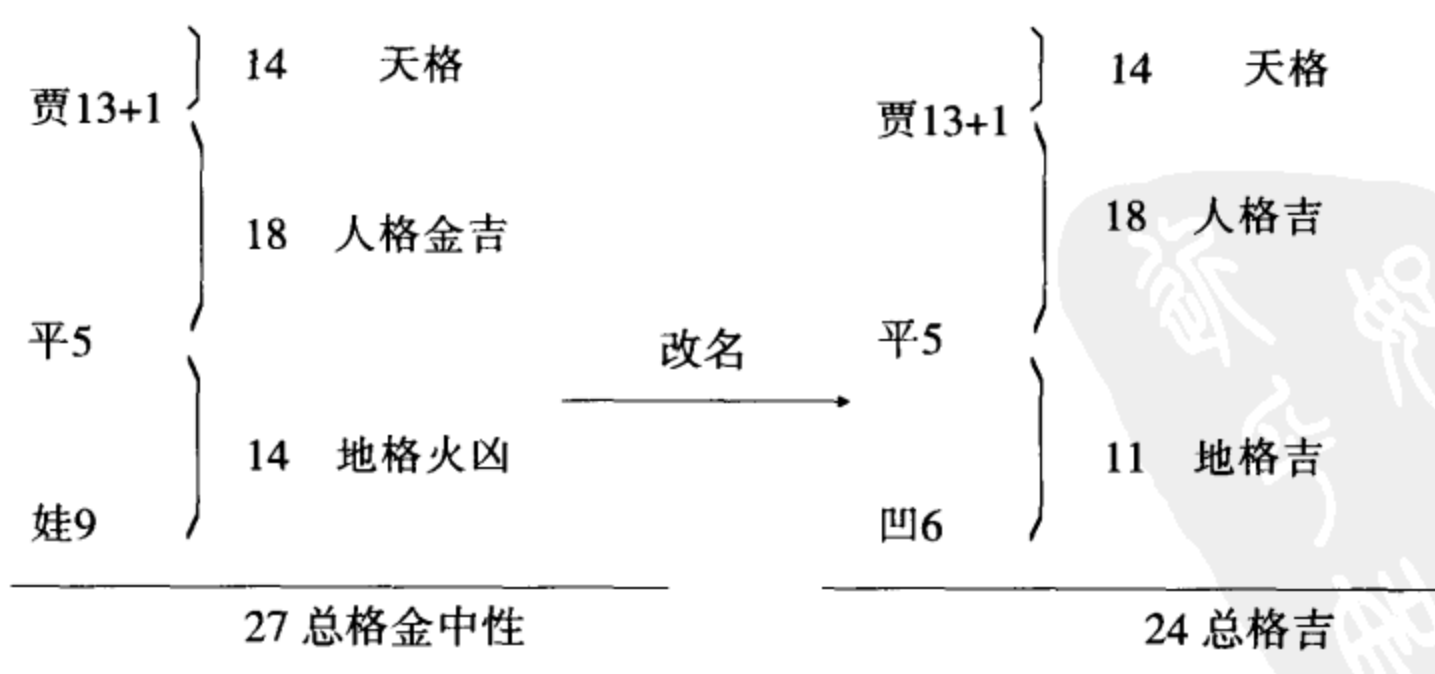 14 天格
贾13+1
18 人格金吉
平5
14 地格火凶
娃9
27 总格金中性
改名
14 天格
贾13+1
18 人格吉
平5
11 地格吉
凹6
24 总格吉